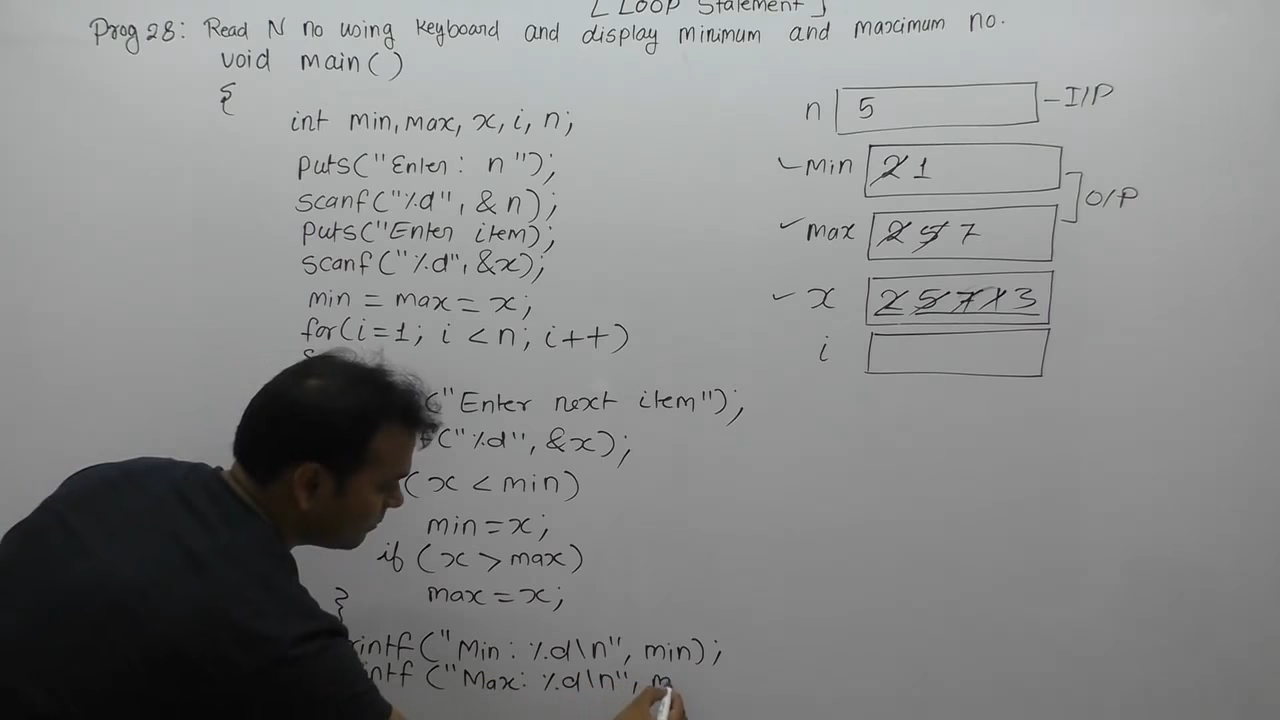 [ LOOP Statement ]
Prog 28: Read N no using keyboard and display minimum and maximum no.
void main()
{
int min, max, x, i, n;
puts("Enter: n");
scanf("%d", &n);
puts("Enter item);
scanf("%d", &x);
min = max = x;
for(i=1; i<n; i++)
{
("Enter next item");
f("%d", &x);
(x < min)
min = x;
if (x > max)
max = x;
}
rintf("Min: %d\n", min);
intf("Max: %d\n", m
n 5 - I/P
min 2 1
O/P
max 2 5 7
x 2 5 7 1 3
i